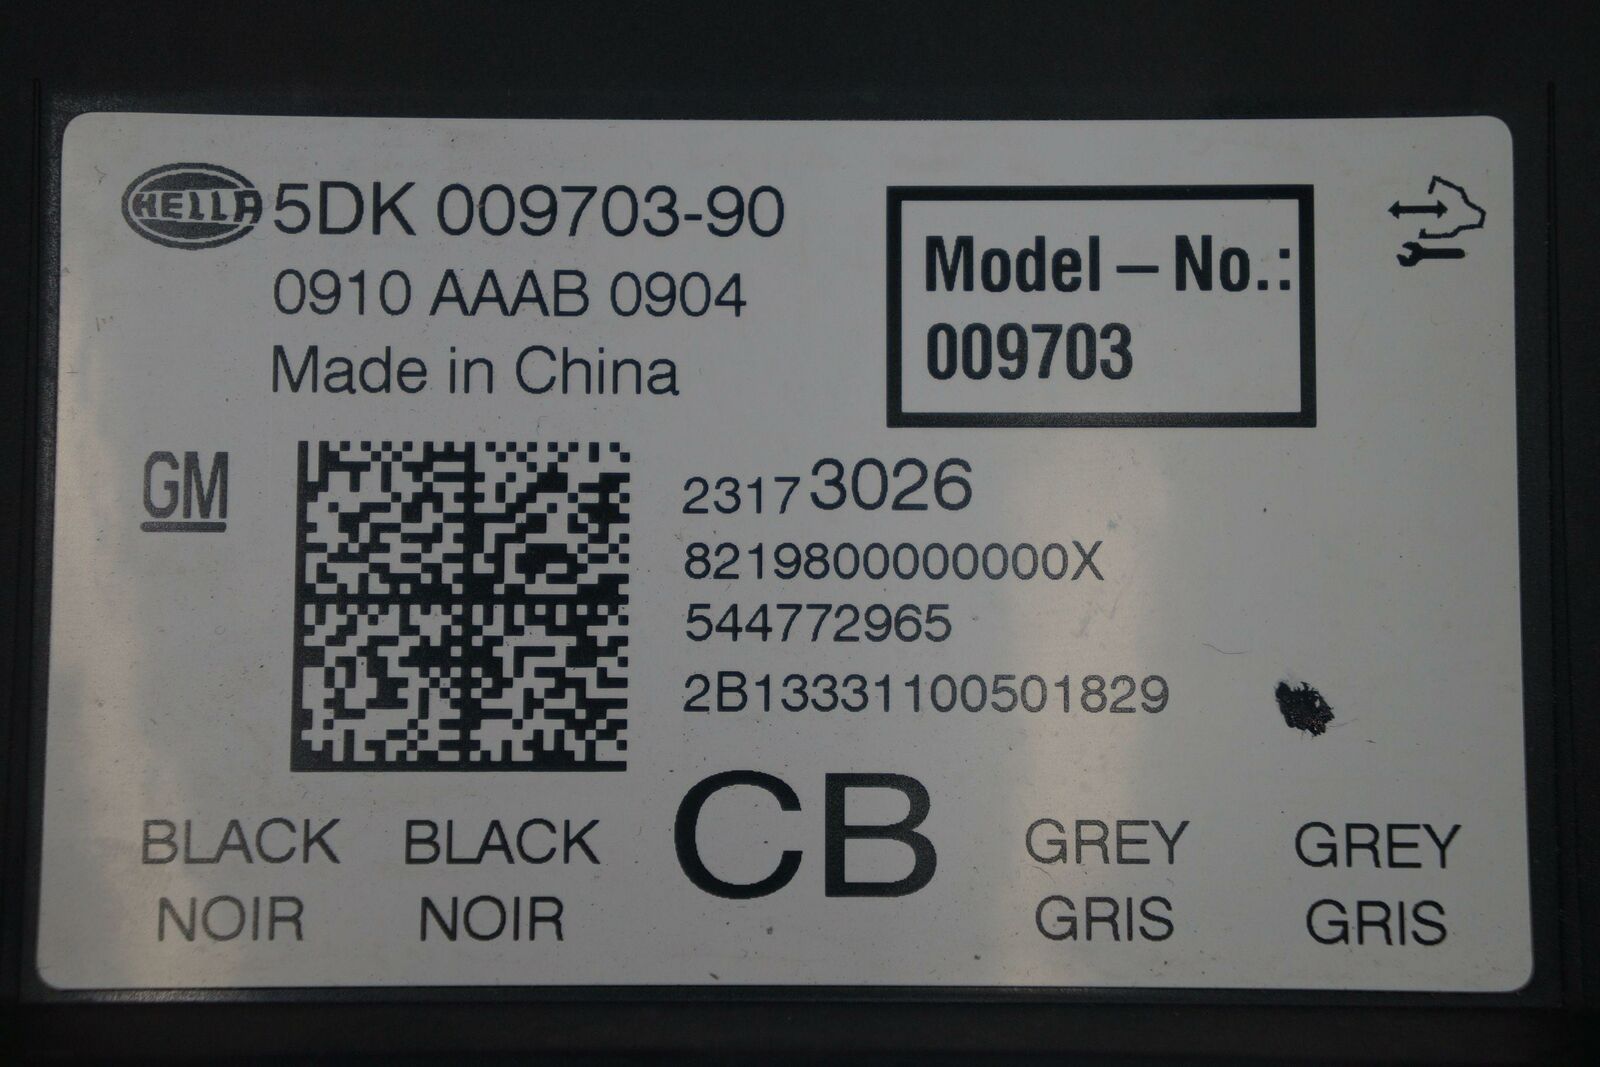 HELLA 5DK 009703-90
0910 AAAB 0904
Made in China
Model – No.:
009703
GM
23173026
8219800000000X
544772965
2B13331100501829
CB
BLACK BLACK GREY GREY
NOIR NOIR GRIS GRIS